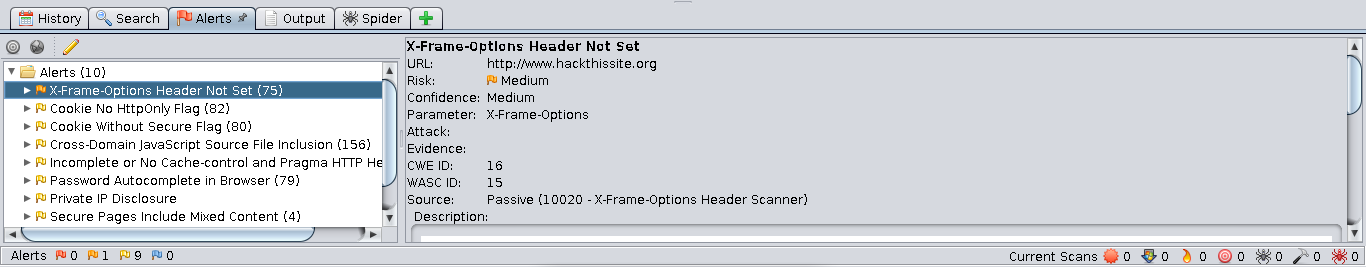 History Search Alerts Output Spider
X-Frame-Options Header Not Set
URL: http://www.hackthissite.org
Risk: Medium
Confidence: Medium
Parameter: X-Frame-Options
Attack:
Evidence:
CWE ID: 16
WASC ID: 15
Source: Passive (10020 - X-Frame-Options Header Scanner)
Description:
Alerts (10)
X-Frame-Options Header Not Set (75)
Cookie No HttpOnly Flag (82)
Cookie Without Secure Flag (80)
Cross-Domain JavaScript Source File Inclusion (156)
Incomplete or No Cache-control and Pragma HTTP He
Password Autocomplete in Browser (79)
Private IP Disclosure
Secure Pages Include Mixed Content (4)
Alerts 0 1 9 0 Current Scans 0 0 0 0 0 0 0